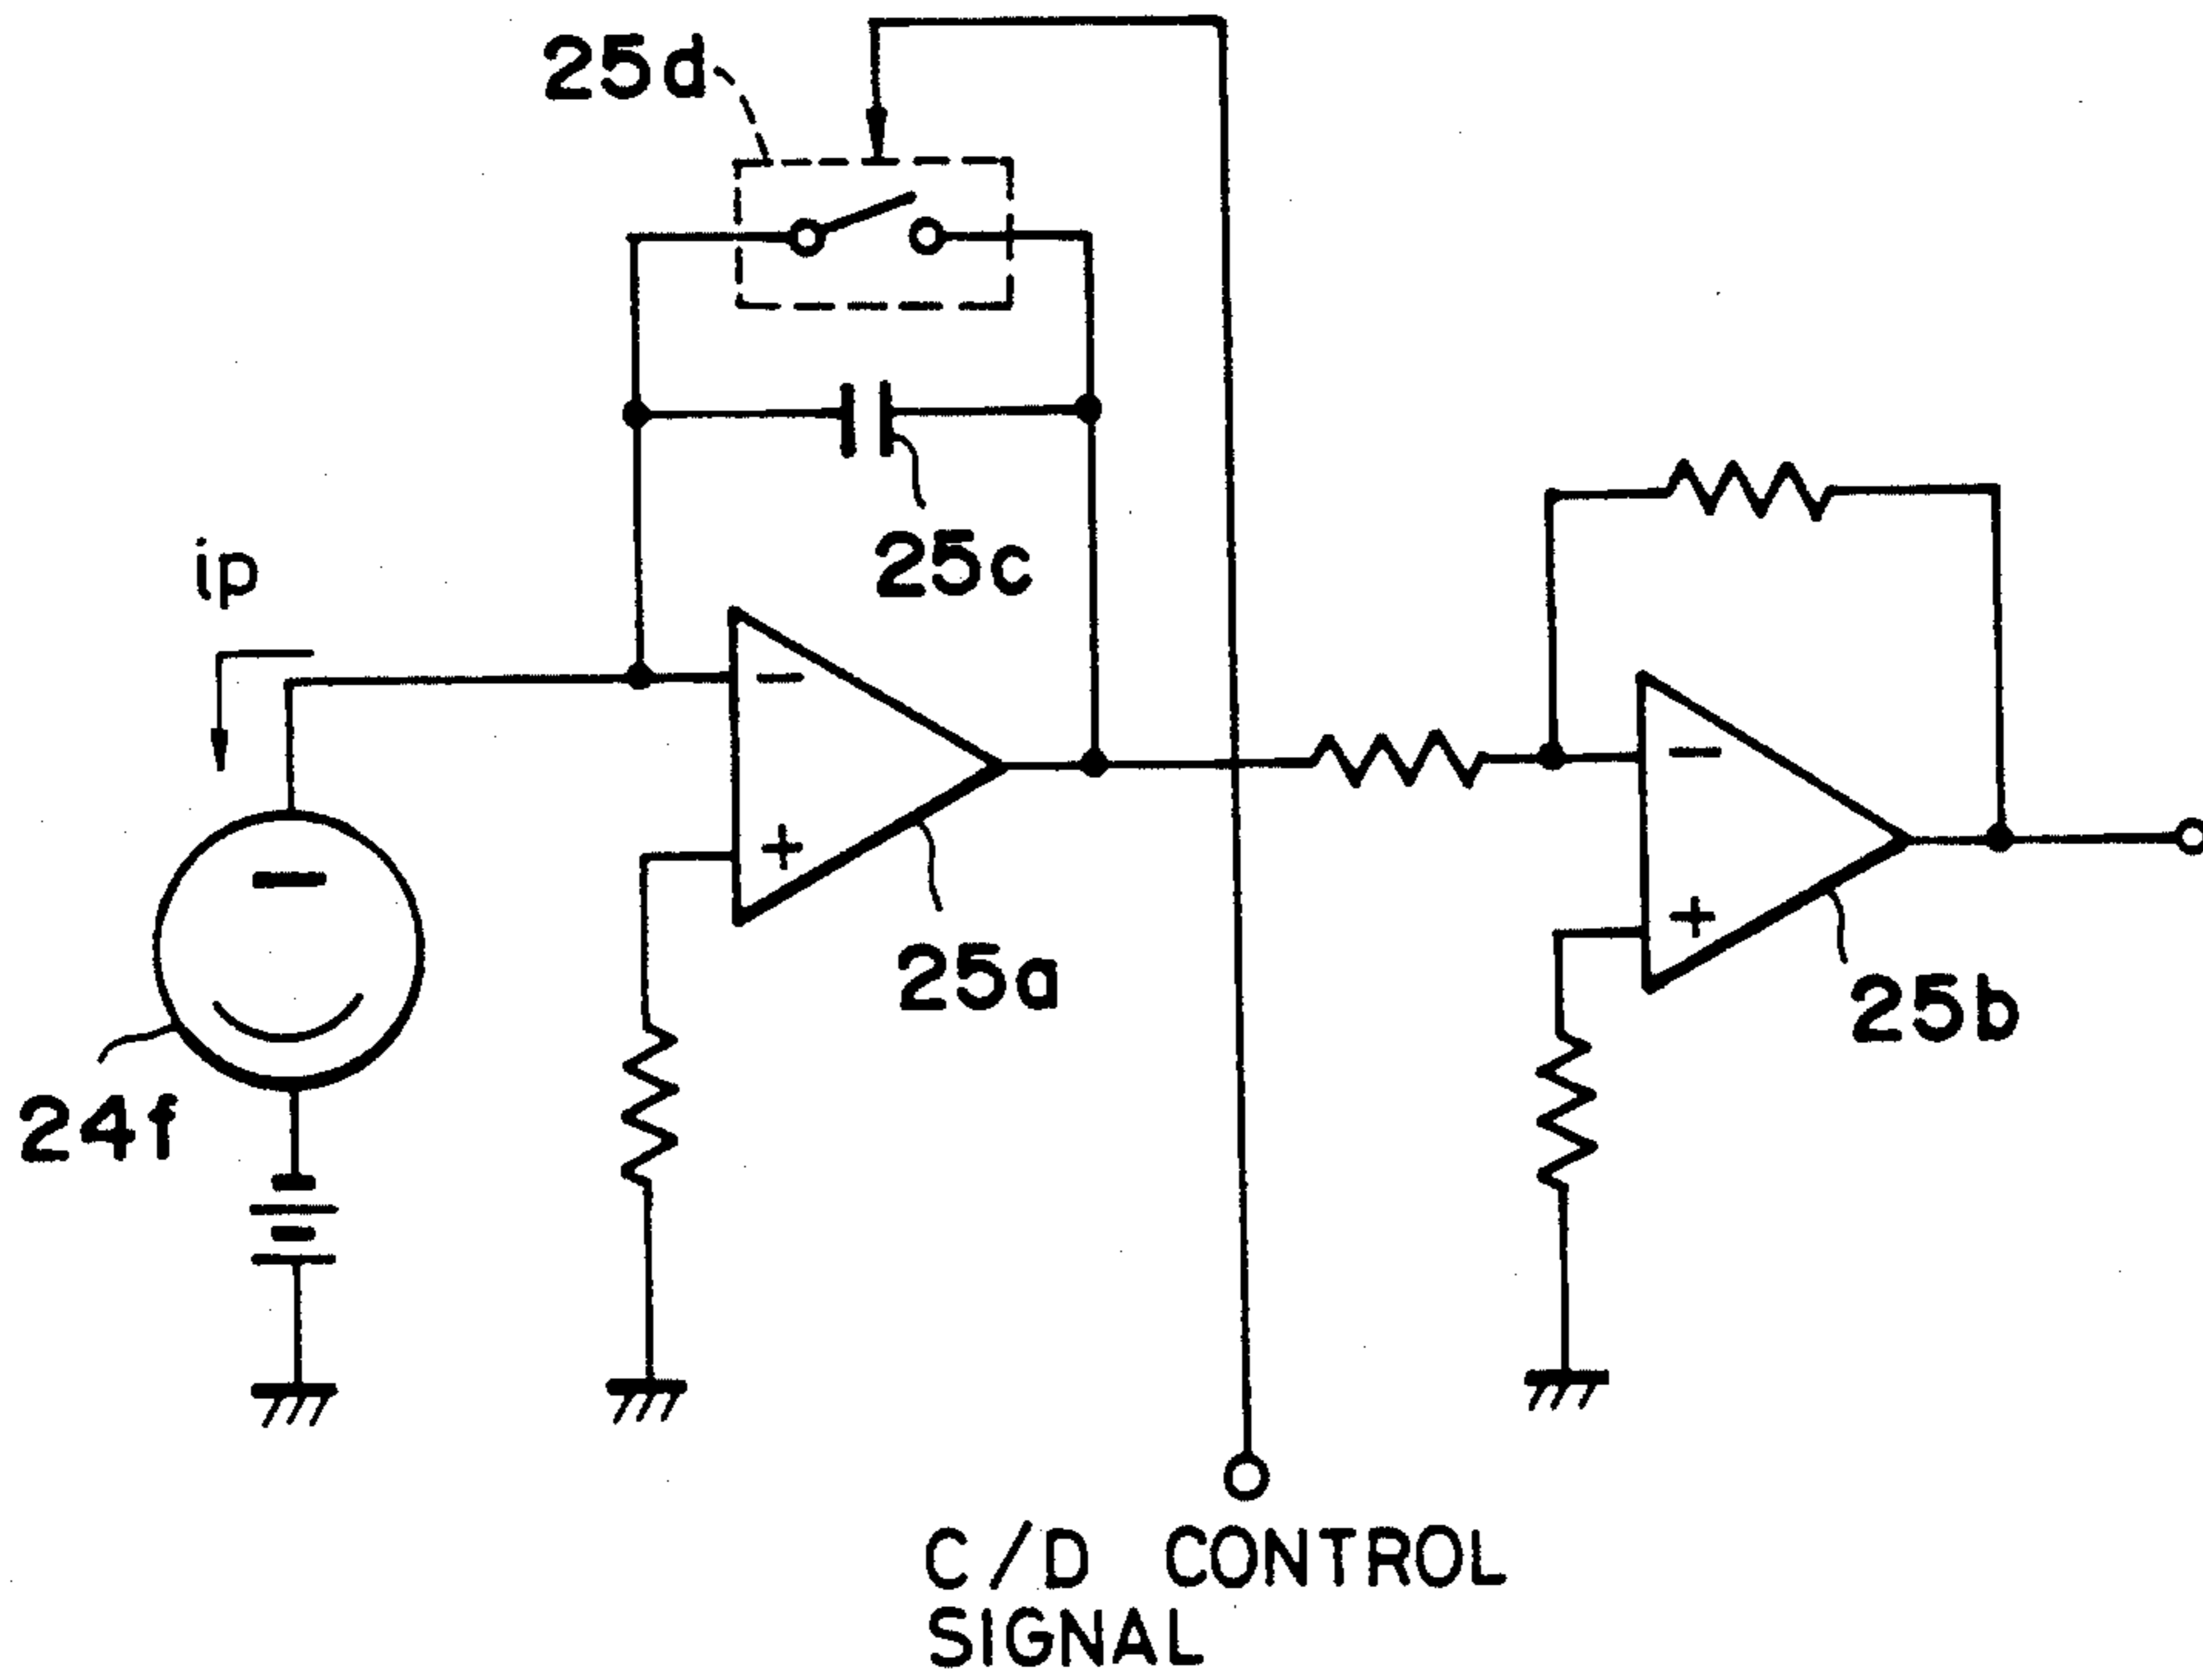 25d
25c
ip
-
+
25a
-
+
25b
24f
C/D CONTROL
SIGNAL